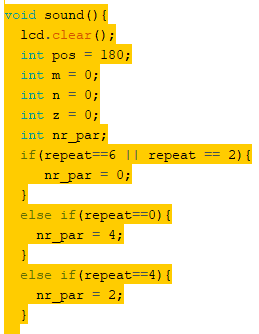 void sound(){
lcd.clear();
int pos = 180;
int m = 0;
int n = 0;
int z = 0;
int nr_par;
if(repeat==6 || repeat == 2){
nr_par = 0;
}
else if(repeat==0){
nr_par = 4;
}
else if(repeat==4){
nr_par = 2;
}